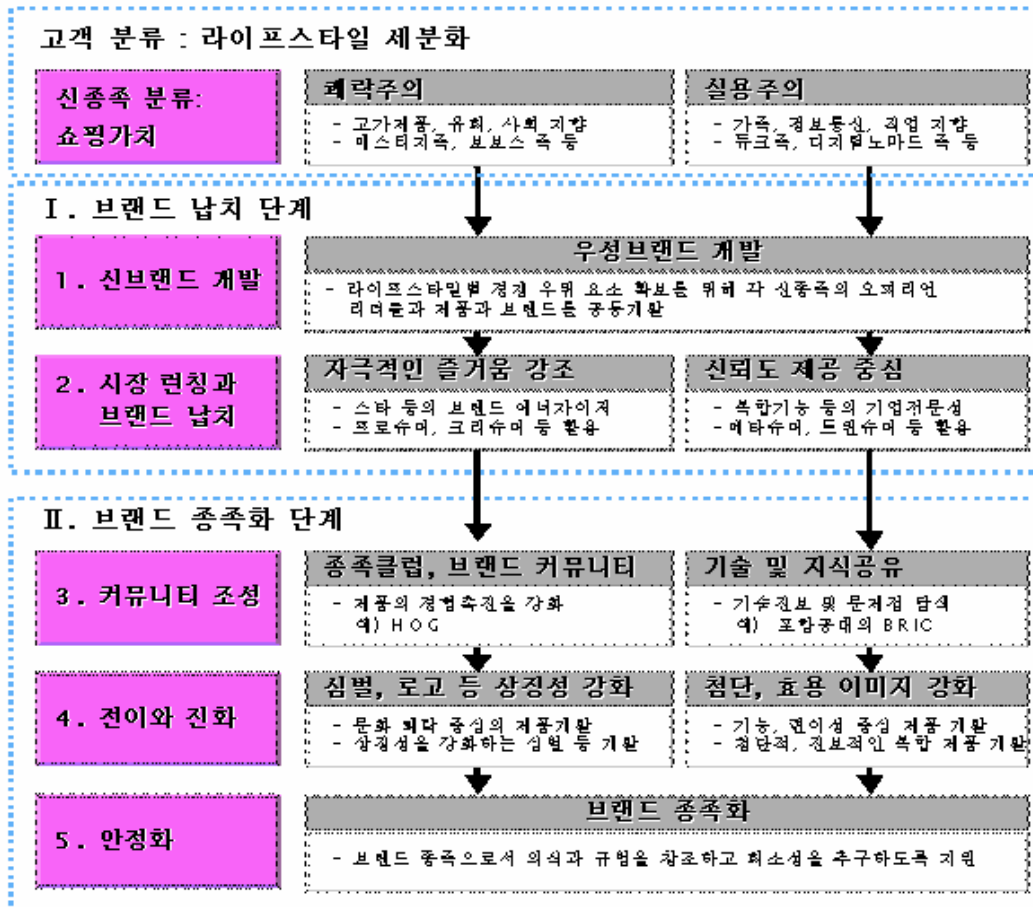 고객 분류 : 라이프스타일 세분화
신종족 분류:
쇼핑가치
쾌락주의
- 고가제품, 유희, 사회 지향
- 매스티지족, 보보스 족 등
실용주의
- 가족, 정보통신, 직업 지향
- 듀크족, 디지털노마드 족 등
Ⅰ. 브랜드 납치 단계
1. 신브랜드 개발
우성브랜드 개발
- 라이프스타일별 경쟁 우위 요소 확보를 위해 각 신종족의 오피리언
리더들과 제품과 브랜드를 공동개발
2. 시장 런칭과
브랜드 납치
자극적인 즐거움 강조
- 스타 등의 브랜드 에너자이저
- 프로슈머, 크리슈머 등 활용
신뢰도 제공 중심
- 복합기능 등의 기업전문성
- 메타슈머, 트윈슈머 등 활용
Ⅱ. 브랜드 종족화 단계
3. 커뮤니티 조성
종족클럽, 브랜드 커뮤니티
- 제품의 경험촉진을 강화
예) HOG
기술 및 지식공유
- 기술진보 및 문제점 탐색
예) 포항공대의 BRIC
4. 전이와 진화
심벌, 로고 등 상징성 강화
- 문화 쾌락 중심의 제품개발
- 상징성을 강화하는 심벌 등 개발
첨단, 효용 이미지 강화
- 기능, 편이성 중심 제품 개발
- 첨단적, 진보적인 복합 제품 개발
5. 안정화
브랜드 종족화
- 브랜드 종족으로서 의식과 규범을 창조하고 희소성을 추구하도록 지원